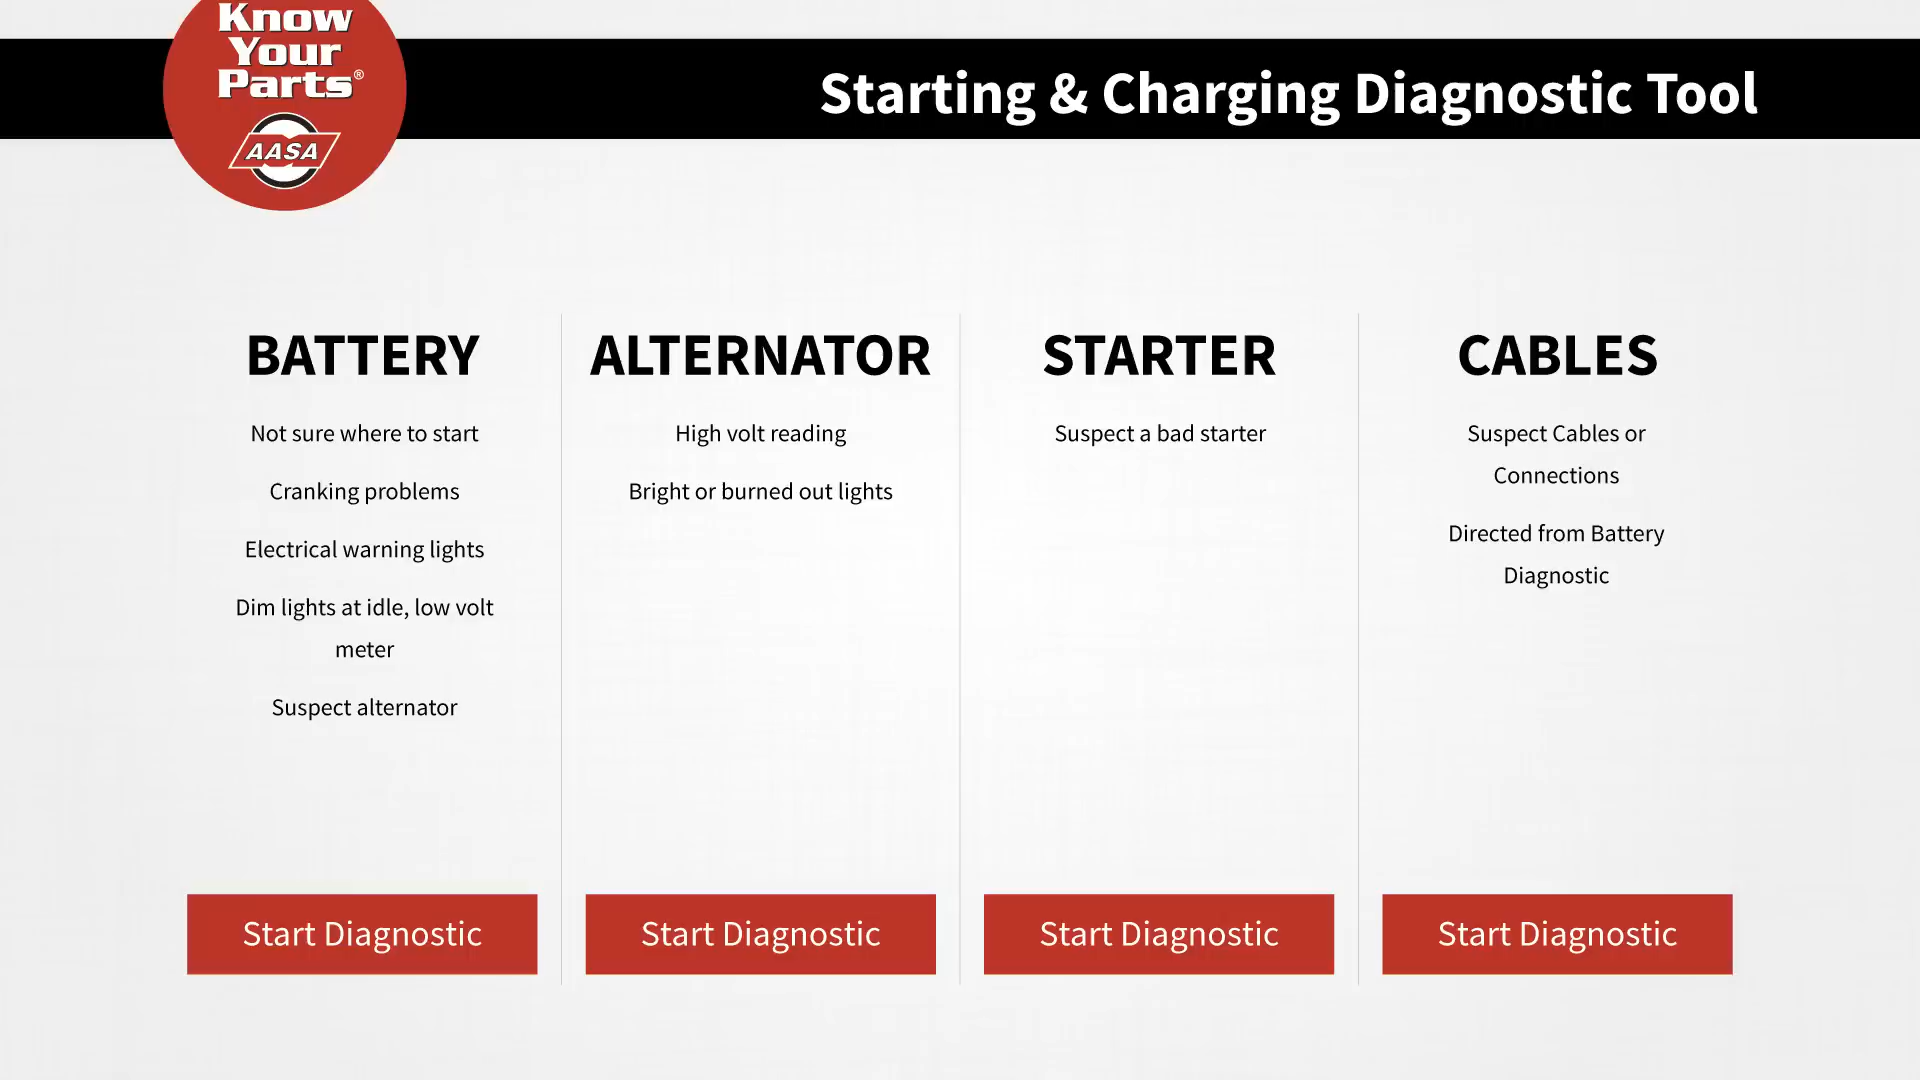 Know
Your
Parts®
AASA
Starting & Charging Diagnostic Tool
BATTERY
Not sure where to start
Cranking problems
Electrical warning lights
Dim lights at idle, low volt
meter
Suspect alternator
Start Diagnostic
ALTERNATOR
High volt reading
Bright or burned out lights
Start Diagnostic
STARTER
Suspect a bad starter
Start Diagnostic
CABLES
Suspect Cables or
Connections
Directed from Battery
Diagnostic
Start Diagnostic